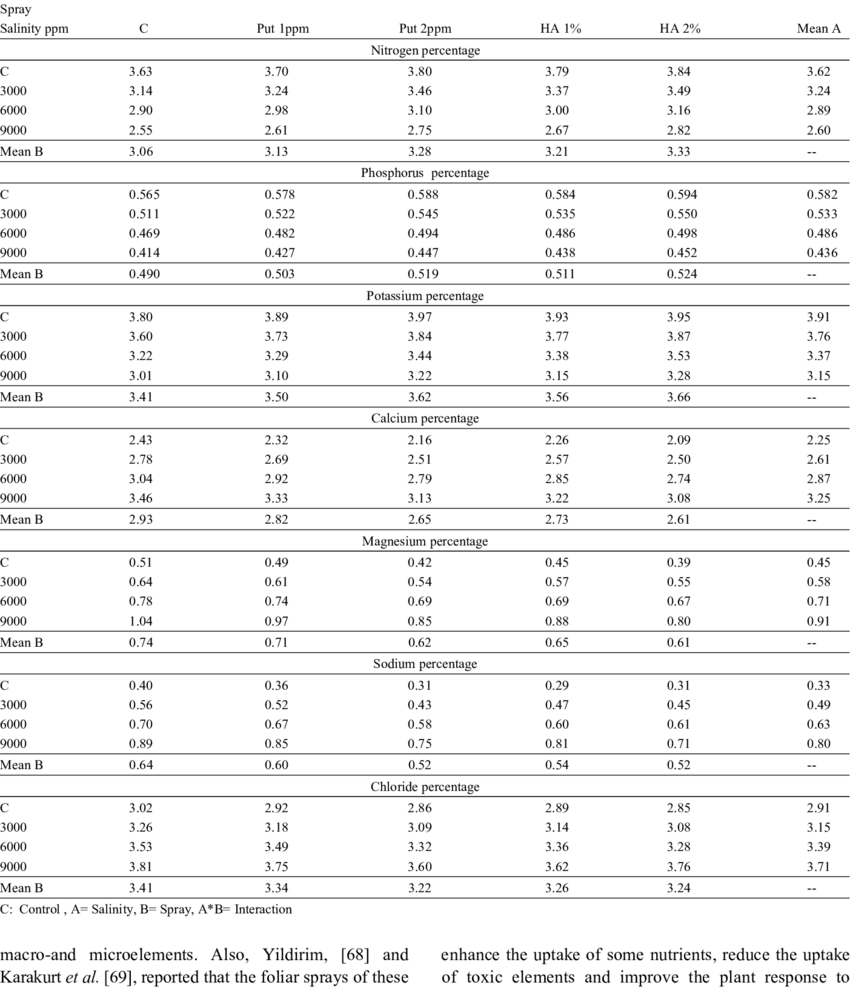 Spray
Salinity ppm C Put 1ppm Put 2ppm HA 1% HA 2% Mean A
Nitrogen percentage
C 3.63 3.70 3.80 3.79 3.84 3.62
3000 3.14 3.24 3.46 3.37 3.49 3.24
6000 2.90 2.98 3.10 3.00 3.16 2.89
9000 2.55 2.61 2.75 2.67 2.82 2.60
Mean B 3.06 3.13 3.28 3.21 3.33 --
Phosphorus percentage
C 0.565 0.578 0.588 0.584 0.594 0.582
3000 0.511 0.522 0.545 0.535 0.550 0.533
6000 0.469 0.482 0.494 0.486 0.498 0.486
9000 0.414 0.427 0.447 0.438 0.452 0.436
Mean B 0.490 0.503 0.519 0.511 0.524 --
Potassium percentage
C 3.80 3.89 3.97 3.93 3.95 3.91
3000 3.60 3.73 3.84 3.77 3.87 3.76
6000 3.22 3.29 3.44 3.38 3.53 3.37
9000 3.01 3.10 3.22 3.15 3.28 3.15
Mean B 3.41 3.50 3.62 3.56 3.66 --
Calcium percentage
C 2.43 2.32 2.16 2.26 2.09 2.25
3000 2.78 2.69 2.51 2.57 2.50 2.61
6000 3.04 2.92 2.79 2.85 2.74 2.87
9000 3.46 3.33 3.13 3.22 3.08 3.25
Mean B 2.93 2.82 2.65 2.73 2.61 --
Magnesium percentage
C 0.51 0.49 0.42 0.45 0.39 0.45
3000 0.64 0.61 0.54 0.57 0.55 0.58
6000 0.78 0.74 0.69 0.69 0.67 0.71
9000 1.04 0.97 0.85 0.88 0.80 0.91
Mean B 0.74 0.71 0.62 0.65 0.61 --
Sodium percentage
C 0.40 0.36 0.31 0.29 0.31 0.33
3000 0.56 0.52 0.43 0.47 0.45 0.49
6000 0.70 0.67 0.58 0.60 0.61 0.63
9000 0.89 0.85 0.75 0.81 0.71 0.80
Mean B 0.64 0.60 0.52 0.54 0.52 --
Chloride percentage
C 3.02 2.92 2.86 2.89 2.85 2.91
3000 3.26 3.18 3.09 3.14 3.08 3.15
6000 3.53 3.49 3.32 3.36 3.28 3.39
9000 3.81 3.75 3.60 3.62 3.76 3.71
Mean B 3.41 3.34 3.22 3.26 3.24 --
C: Control , A= Salinity, B= Spray, A*B= Interaction
macro-and microelements. Also, Yildirim, [68] and
Karakurt et al. [69], reported that the foliar sprays of these
enhance the uptake of some nutrients, reduce the uptake
of toxic elements and improve the plant response to